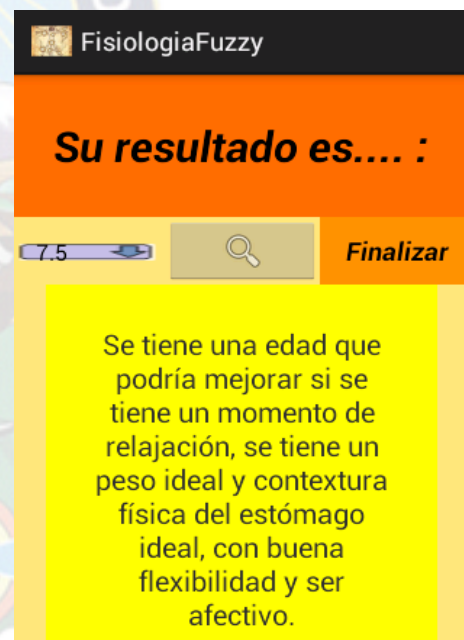 FisiologiaFuzzy
Su resultado es.... :
7.5
Finalizar
Se tiene una edad que
podría mejorar si se
tiene un momento de
relajación, se tiene un
peso ideal y contextura
física del estómago
ideal, con buena
flexibilidad y ser
afectivo.